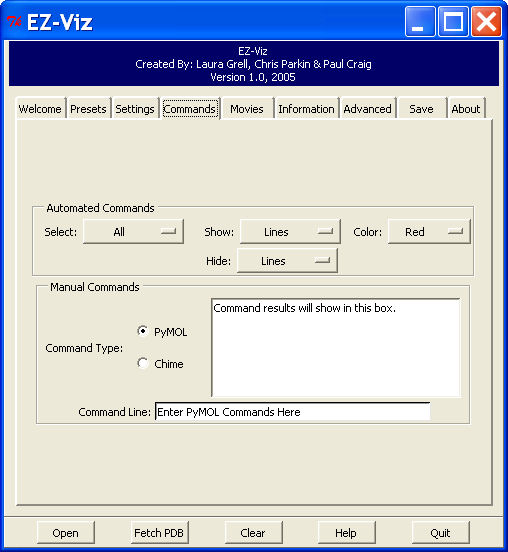 EZ-Viz
EZ-Viz
Created By: Laura Grell, Chris Parkin & Paul Craig
Version 1.0, 2005
Welcome Presets Settings Commands Movies Information Advanced Save About
Automated Commands
Select: All Show: Lines Color: Red
Hide: Lines
Manual Commands
Command results will show in this box.
PyMOL
Command Type:
Chime
Command Line: Enter PyMOL Commands Here
Open Fetch PDB Clear Help Quit